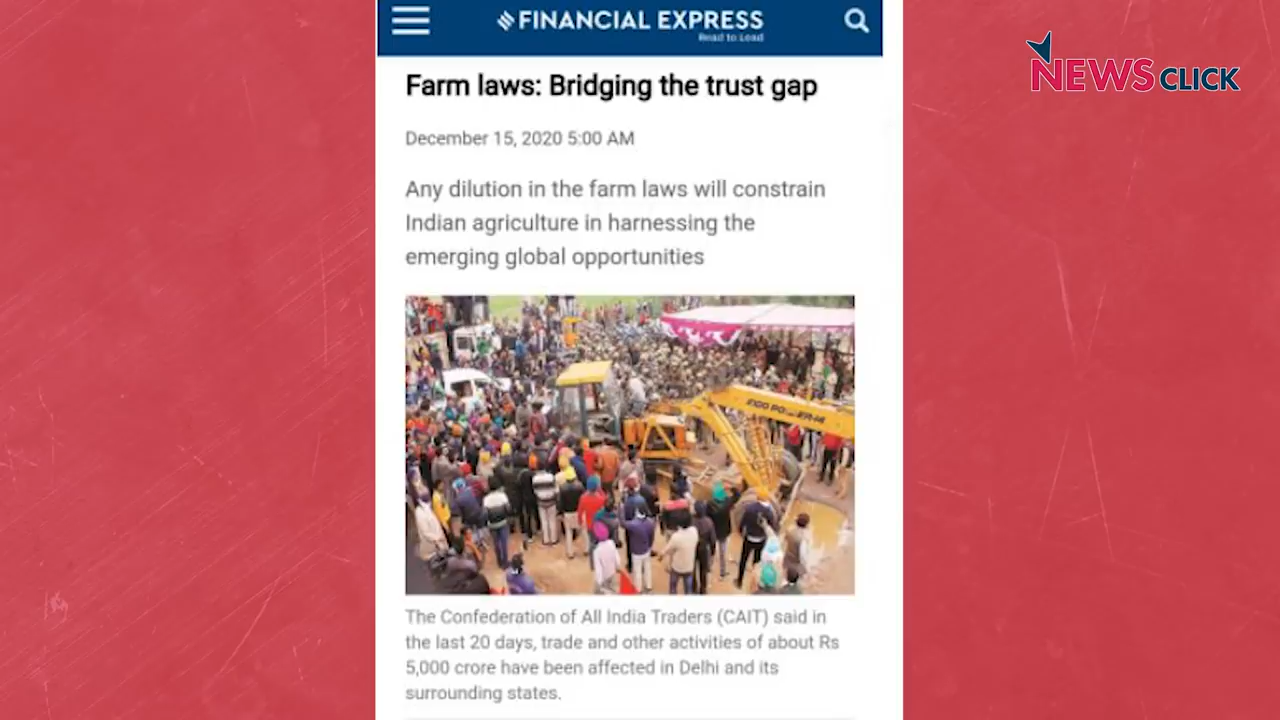 FINANCIAL EXPRESS
Read to Lead
NEWS CLICK
Farm laws: Bridging the trust gap
December 15, 2020 5:00 AM
Any dilution in the farm laws will constrain
Indian agriculture in harnessing the
emerging global opportunities
The Confederation of All India Traders (CAIT) said in
the last 20 days, trade and other activities of about Rs
5,000 crore have been affected in Delhi and its
surrounding states.